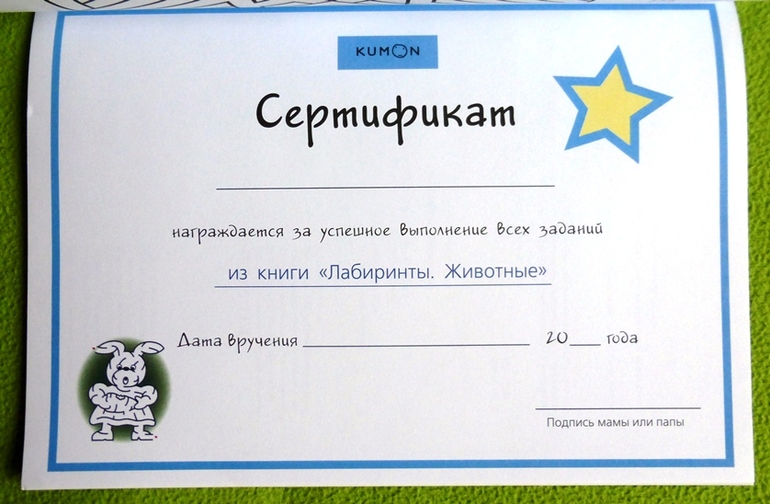 KUMON
Сертификат
награждается за успешное выполнение всех заданий
из книги «Лабиринты. Животные»
Дата вручения 20 года
Подпись мамы или папы